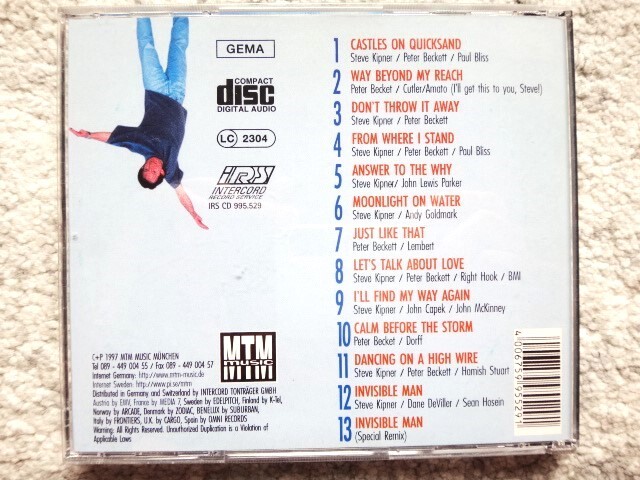 GEMA
COMPACT
disc
DIGITAL AUDIO
LC 2304
IRS
INTERCORD
RECORD SERVICE
IRS CD 995.529
1 CASTLES ON QUICKSAND
Steve Kipner / Peter Beckett / Paul Bliss
2 WAY BEYOND MY REACH
Peter Becket / Cutler/Amato (I'll get this to you, Steve!)
3 DON'T THROW IT AWAY
Steve Kipner / Peter Beckett
4 FROM WHERE I STAND
Steve Kipner / Peter Beckett / Paul Bliss
5 ANSWER TO THE WHY
Steve Kipner/ John Lewis Parker
6 MOONLIGHT ON WATER
Steve Kipner / Andy Goldmark
7 JUST LIKE THAT
Peter Beckett / Lambert
8 LET'S TALK ABOUT LOVE
Steve Kipner / Peter Beckett / Right Hook / BMI
9 I'LL FIND MY WAY AGAIN
Steve Kipner / John Capek / John McKinney
10 CALM BEFORE THE STORM
Peter Becket / Dorff
11 DANCING ON A HIGH WIRE
Steve Kipner / Peter Beckett / Hamish Stuart
12 INVISIBLE MAN
Steve Kipner / Dane DeViller / Sean Hosein
13 INVISIBLE MAN
(Special Remix)
MTM
music
MTM
C+P 1997 MTM MUSIC MÜNCHEN
Tel 089 - 449 004 55 / Fax 089 - 449 004 57
Internet Germany: http://www.mtm-music.de
Internet Sweden: http://www.pi.se/mtm
Distributed in Germany and Switzerland by INTERCORD TONTRÄGER GMBH
Austria by EMV, France by MEDIA 7, Sweden by EDELPITCH, Finland by K-Tel,
Norway by ARCADE, Denmark by ZODIAC, BENELUX by SUBURBAN,
Italy by FRONTIERS, U.K. by CARGO, Spain by OMNI RECORDS
Warning: All Rights Reserved. Unauthorized Duplication is a Violation of
Applicable Laws